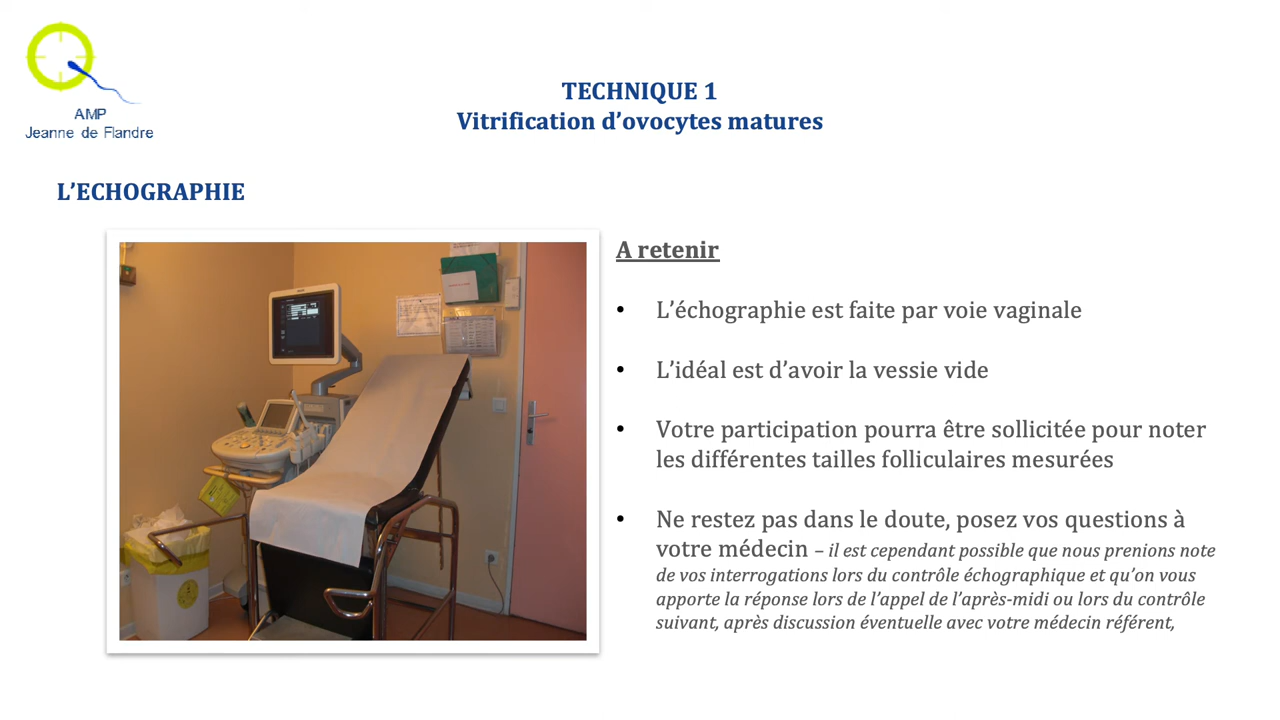 AMP
Jeanne de Flandre
TECHNIQUE 1
Vitrification d’ovocytes matures
L’ECHOGRAPHIE
A retenir
• L’échographie est faite par voie vaginale
• L’idéal est d’avoir la vessie vide
• Votre participation pourra être sollicitée pour noter
les différentes tailles folliculaires mesurées
• Ne restez pas dans le doute, posez vos questions à
votre médecin – il est cependant possible que nous prenions note
de vos interrogations lors du contrôle échographique et qu’on vous
apporte la réponse lors de l’appel de l’après-midi ou lors du contrôle
suivant, après discussion éventuelle avec votre médecin référent,